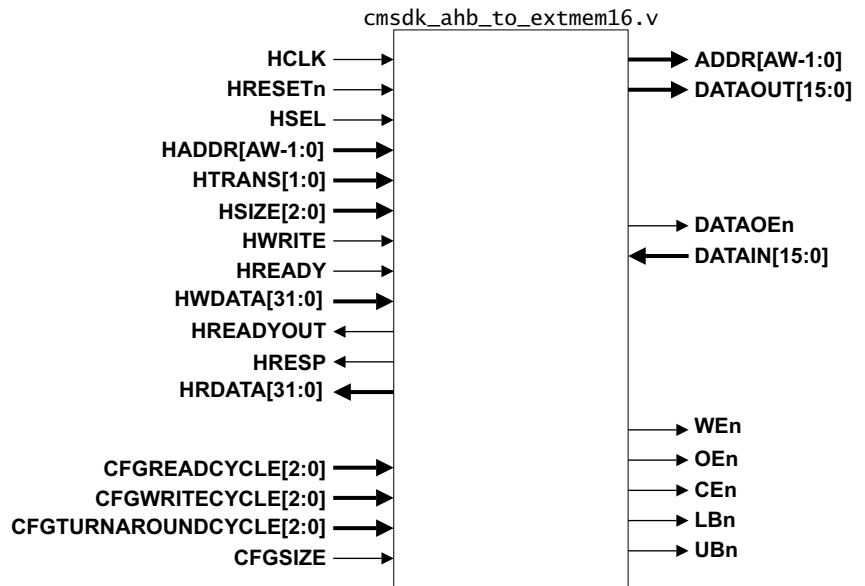 cmsdk_ahb_to_extmem16.v
HCLK
HRESETn
HSEL
HADDR[AW-1:0]
HTRANS[1:0]
HSIZE[2:0]
HWRITE
HREADY
HWDATA[31:0]
HREADYOUT
HRESP
HRDATA[31:0]
CFGREADCYCLE[2:0]
CFGWRITECYCLE[2:0]
CFGTURNAROUNDCYCLE[2:0]
CFGSIZE
ADDR[AW-1:0]
DATAOUT[15:0]
DATAOEn
DATAIN[15:0]
WEn
OEn
CEn
LBn
UBn